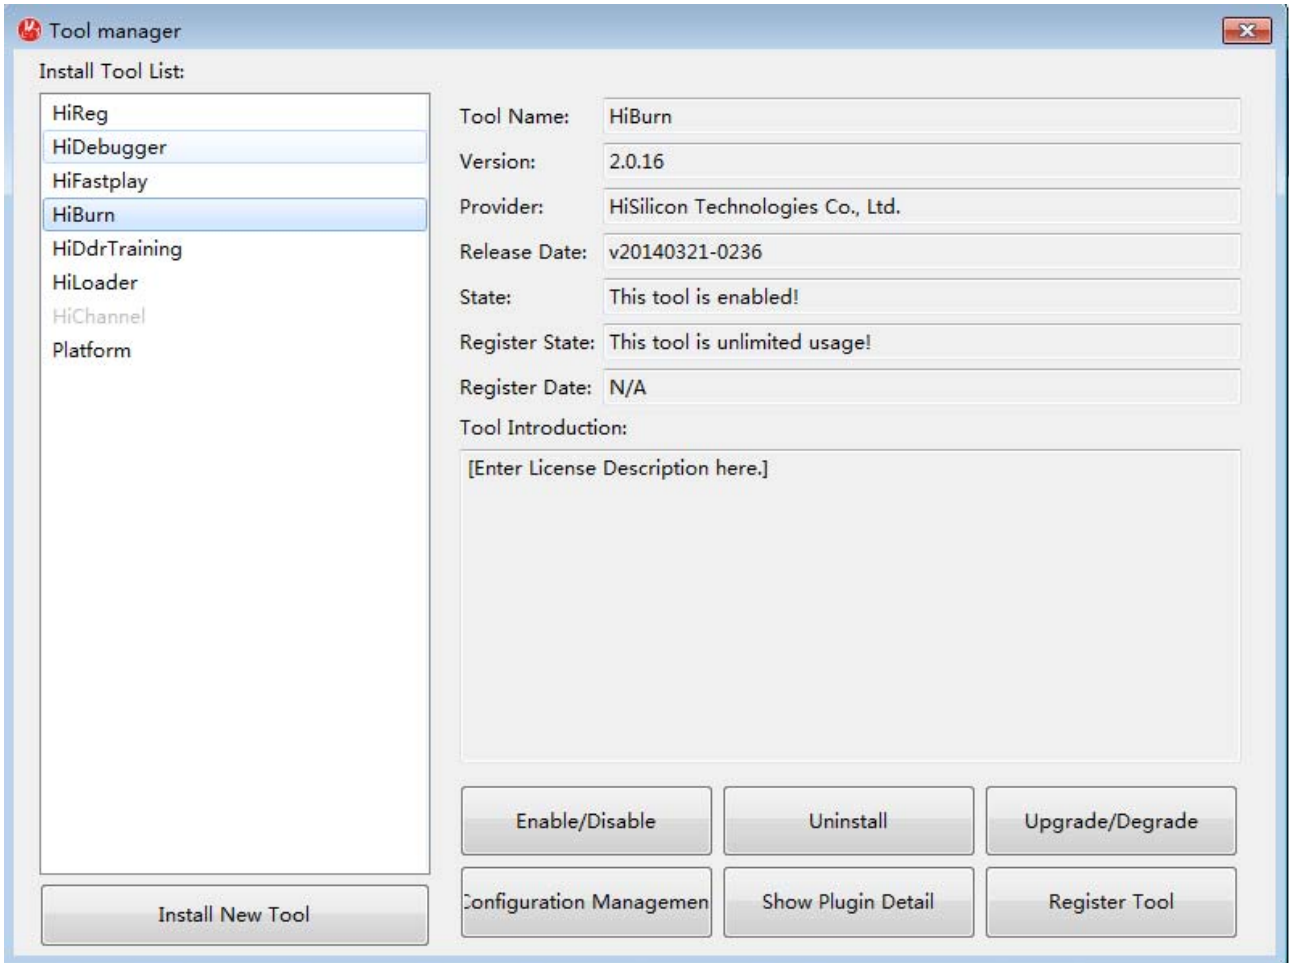 Tool manager
Install Tool List:
HiReg
HiDebugger
HiFastplay
HiBurn
HiDdrTraining
HiLoader
HiChannel
Platform
Install New Tool
Tool Name: HiBurn
Version: 2.0.16
Provider: HiSilicon Technologies Co., Ltd.
Release Date: v20140321-0236
State: This tool is enabled!
Register State: This tool is unlimited usage!
Register Date: N/A
Tool Introduction:
[Enter License Description here.]
Enable/Disable Uninstall Upgrade/Degrade
Configuration Managemen Show Plugin Detail Register Tool